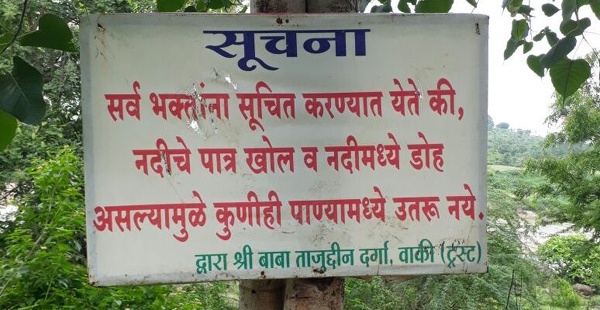 सूचना
सर्व भक्तांना सूचित करण्यात येते की,
नदीचे पात्र खोल व नदीमध्ये डोह
असल्यामुळे कुणीही पाण्यामध्ये उतरू नये.
द्वारा श्री बाबा ताजुद्दीन दर्गा, वाकी (ट्रस्ट)